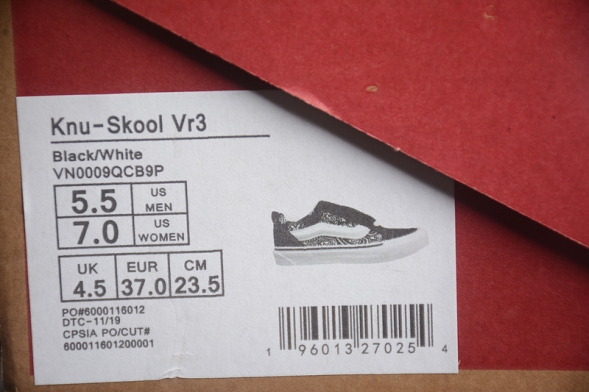 Knu-Skool Vr3
Black/White
VN0009QCB9P
5.5 US MEN
7.0 US WOMEN
UK EUR CM
4.5 37.0 23.5
PO#6000116012
DTC-11/19
CPSIA PO/CUT#
600011601200001
1 96013 27025 4